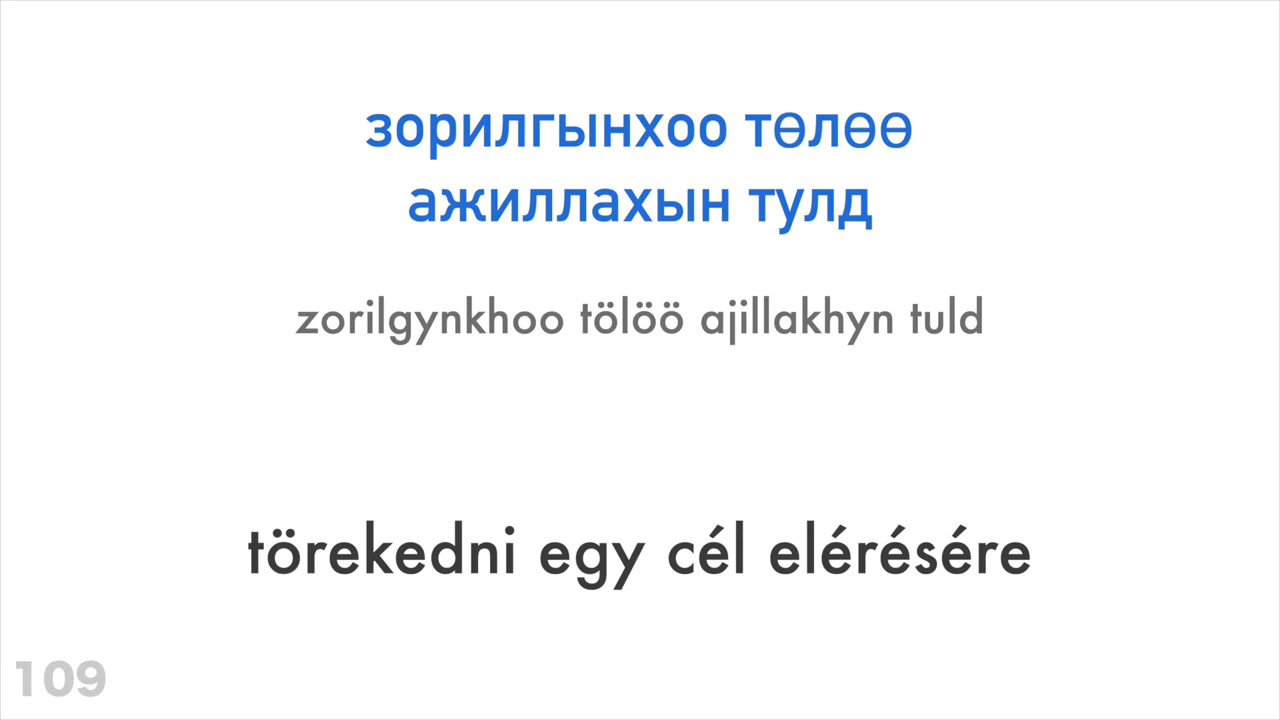 зорилгынхоо төлөө
ажиллахын тулд
zorilgynkhoo tölöö ajillakhyn tuld
törekedni egy cél elérésére
109